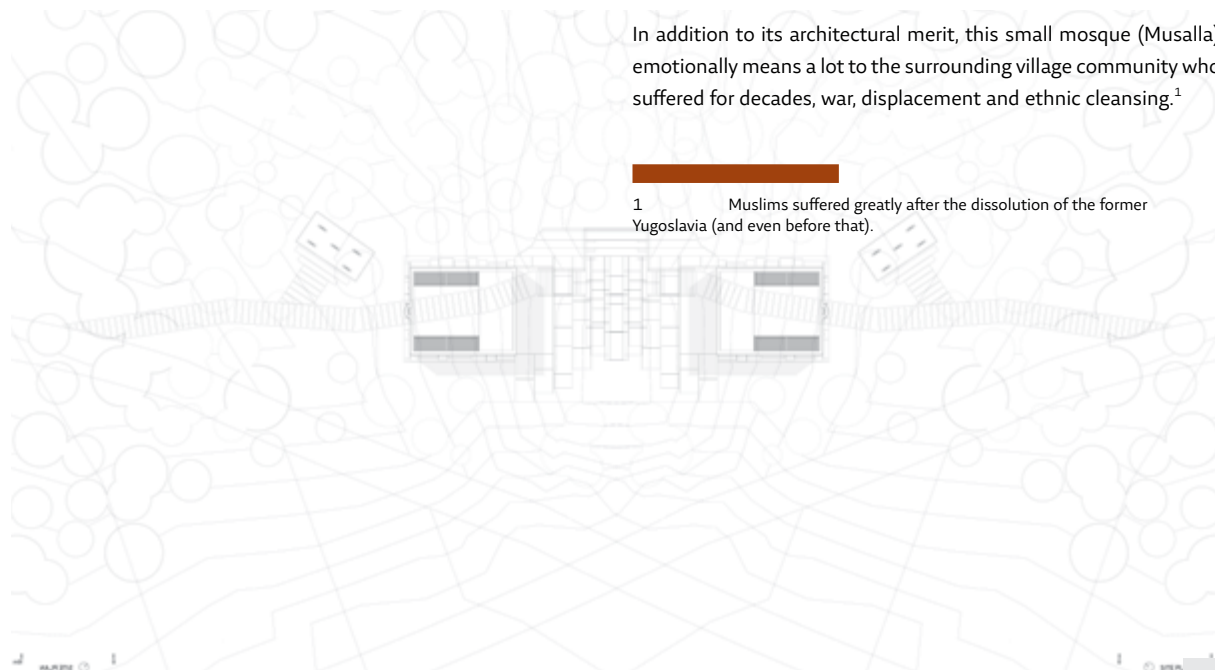 In addition to its architectural merit, this small mosque (Musalla)
emotionally means a lot to the surrounding village community who
suffered for decades, war, displacement and ethnic cleansing.1
1 Muslims suffered greatly after the dissolution of the former
Yugoslavia (and even before that).